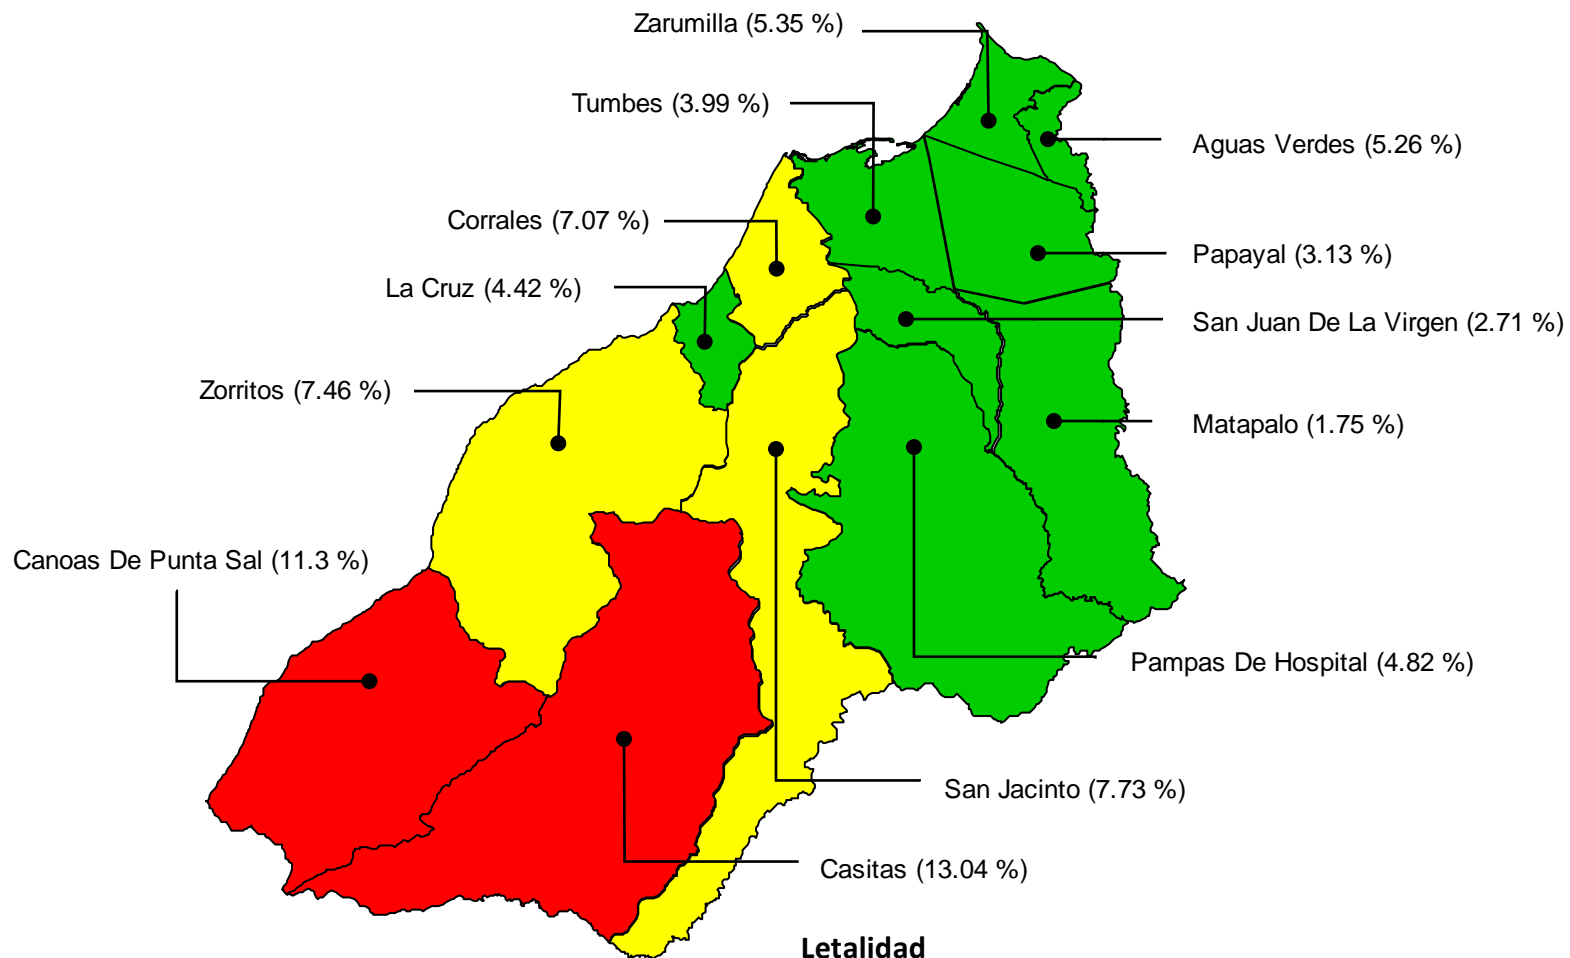 Zarumilla (5.35 %)
Tumbes (3.99 %)
Aguas Verdes (5.26 %)
Corrales (7.07 %)
Papayal (3.13 %)
La Cruz (4.42 %)
San Juan De La Virgen (2.71 %)
Zorritos (7.46 %)
Matapalo (1.75 %)
Canoas De Punta Sal (11.3 %)
Pampas De Hospital (4.82 %)
San Jacinto (7.73 %)
Casitas (13.04 %)
Letalidad